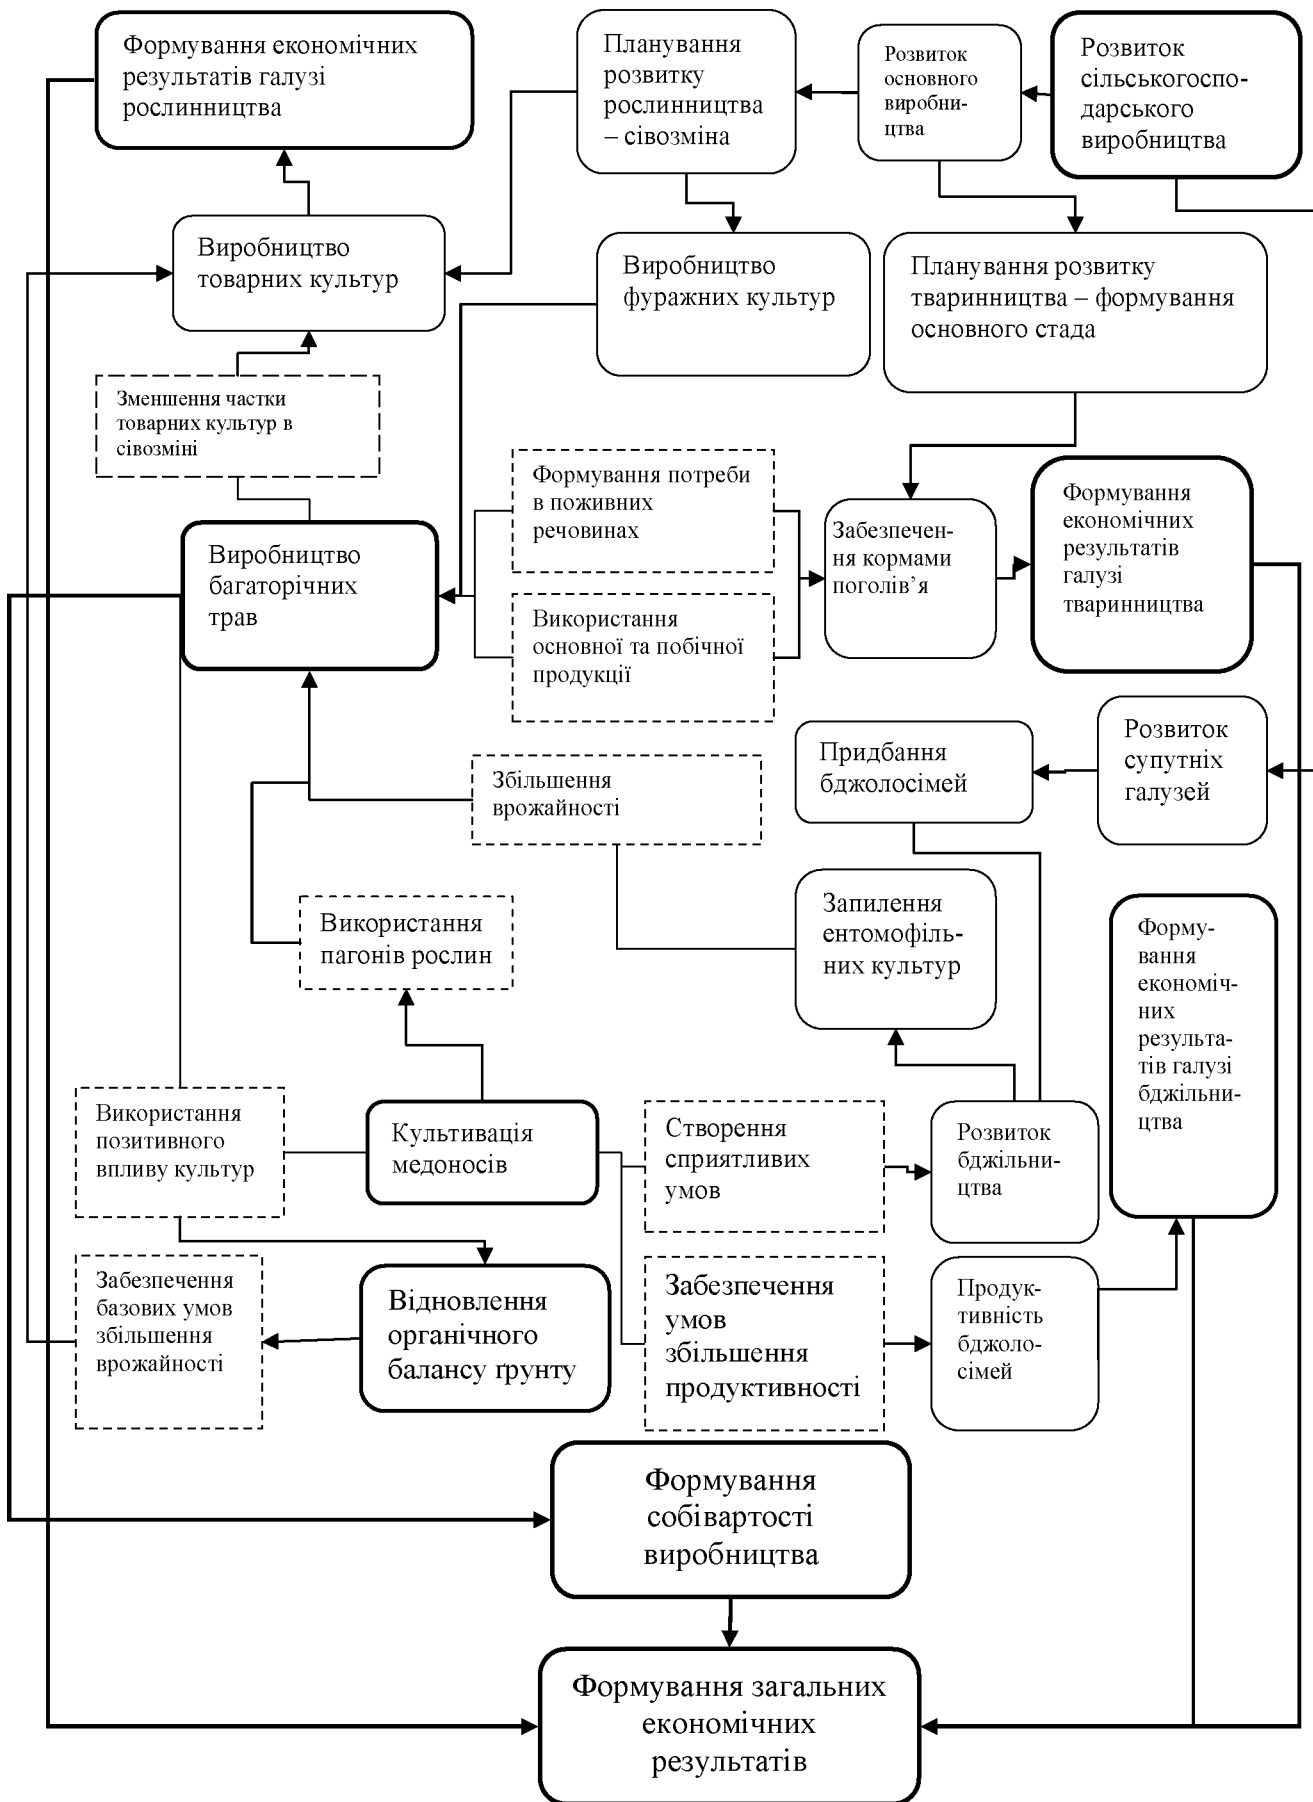 Формування економічних
результатів галузі
рослинництва
Планування
розвитку
рослинництва
– сівозміна
Розвиток
основного
виробни-
цтва
Розвиток
сільськогоспо-
дарського
виробництва
Виробництво
товарних культур
Виробництво
фуражних культур
Планування розвитку
тваринництва – формування
основного стада
Зменшення частки
товарних культур в
сівозміні
Формування потреби
в поживних
речовинах
Виробництво
багаторічних
трав
Використання
основної та побічної
продукції
Забезпечен-
ня кормами
поголів’я
Формування
економічних
результатів
галузі
тваринництва
Збільшення
врожайності
Придбання
бджолосімей
Розвиток
супутніх
галузей
Використання
пагонів рослин
Запилення
ентомофіль-
них культур
Форму-
вання
економіч-
них
результа-
тів галузі
бджільни-
цтва
Використання
позитивного
впливу культур
Культивація
медоносів
Створення
сприятливих
умов
Розвиток
бджільни-
цтва
Забезпечення
базових умов
збільшення
врожайності
Відновлення
органічного
балансу ґрунту
Забезпечення
умов
збільшення
продуктивності
Продук-
тивність
бджоло-
сімей
Формування
собівартості
виробництва
Формування загальних
економічних
результатів